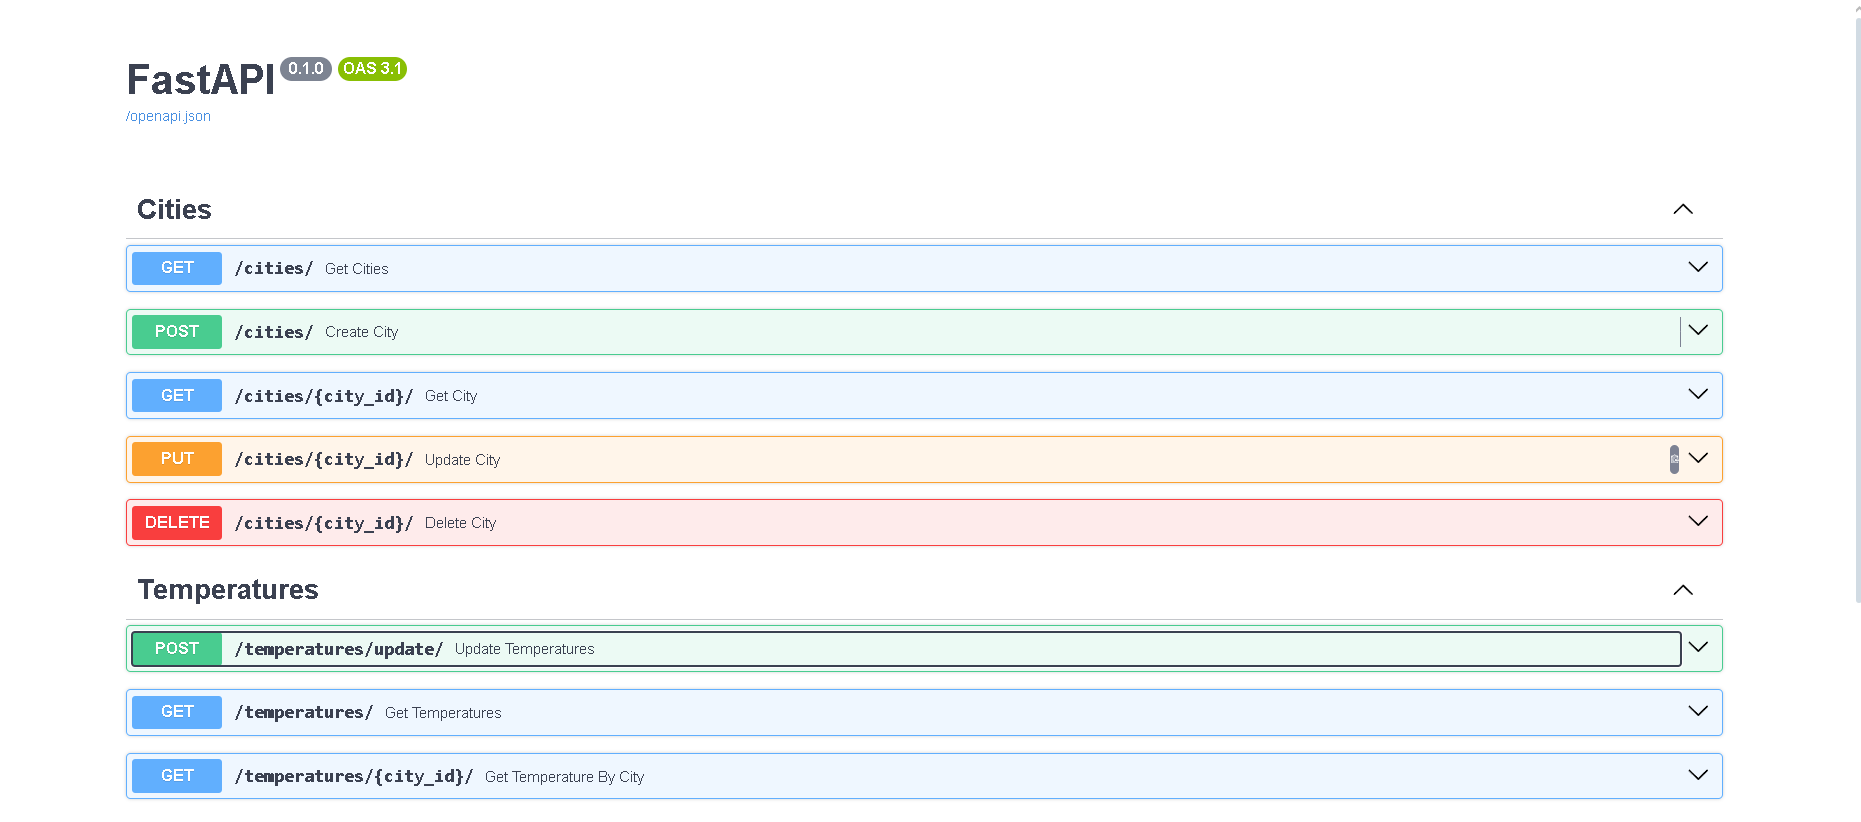 FastAPI 0.1.0 OAS 3.1
/openapi.json
Cities
GET /cities/ Get Cities
POST /cities/ Create City
GET /cities/{city_id}/ Get City
PUT /cities/{city_id}/ Update City
DELETE /cities/{city_id}/ Delete City
Temperatures
POST /temperatures/update/ Update Temperatures
GET /temperatures/ Get Temperatures
GET /temperatures/{city_id}/ Get Temperature By City